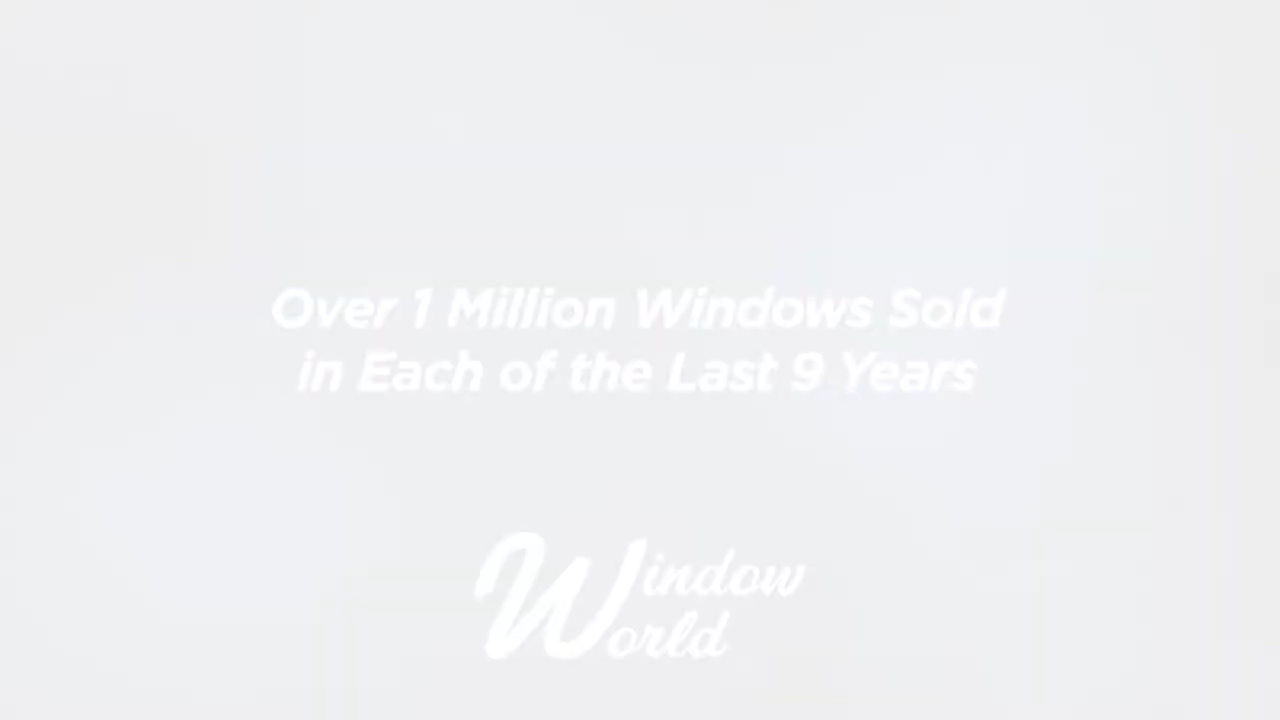 Over 1 Million Windows Sold
in Each of the Last 9 Years
Window
World